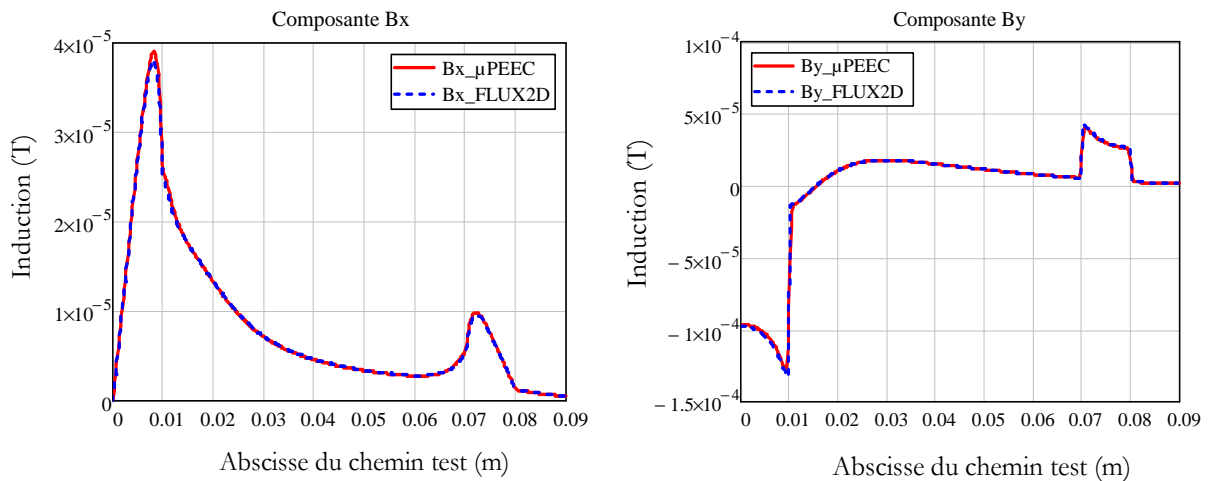 Composante Bx
4×10⁻⁵
3×10⁻⁵
2×10⁻⁵
1×10⁻⁵
0
Bx_µPEEC
Bx_FLUX2D
Induction (T)
0 0.01 0.02 0.03 0.04 0.05 0.06 0.07 0.08 0.09
Abscisse du chemin test (m)
Composante By
1×10⁻⁴
5×10⁻⁵
0
− 5×10⁻⁵
− 1×10⁻⁴
− 1.5×10⁻⁴
By_µPEEC
By_FLUX2D
Induction (T)
0 0.01 0.02 0.03 0.04 0.05 0.06 0.07 0.08 0.09
Abscisse du chemin test (m)